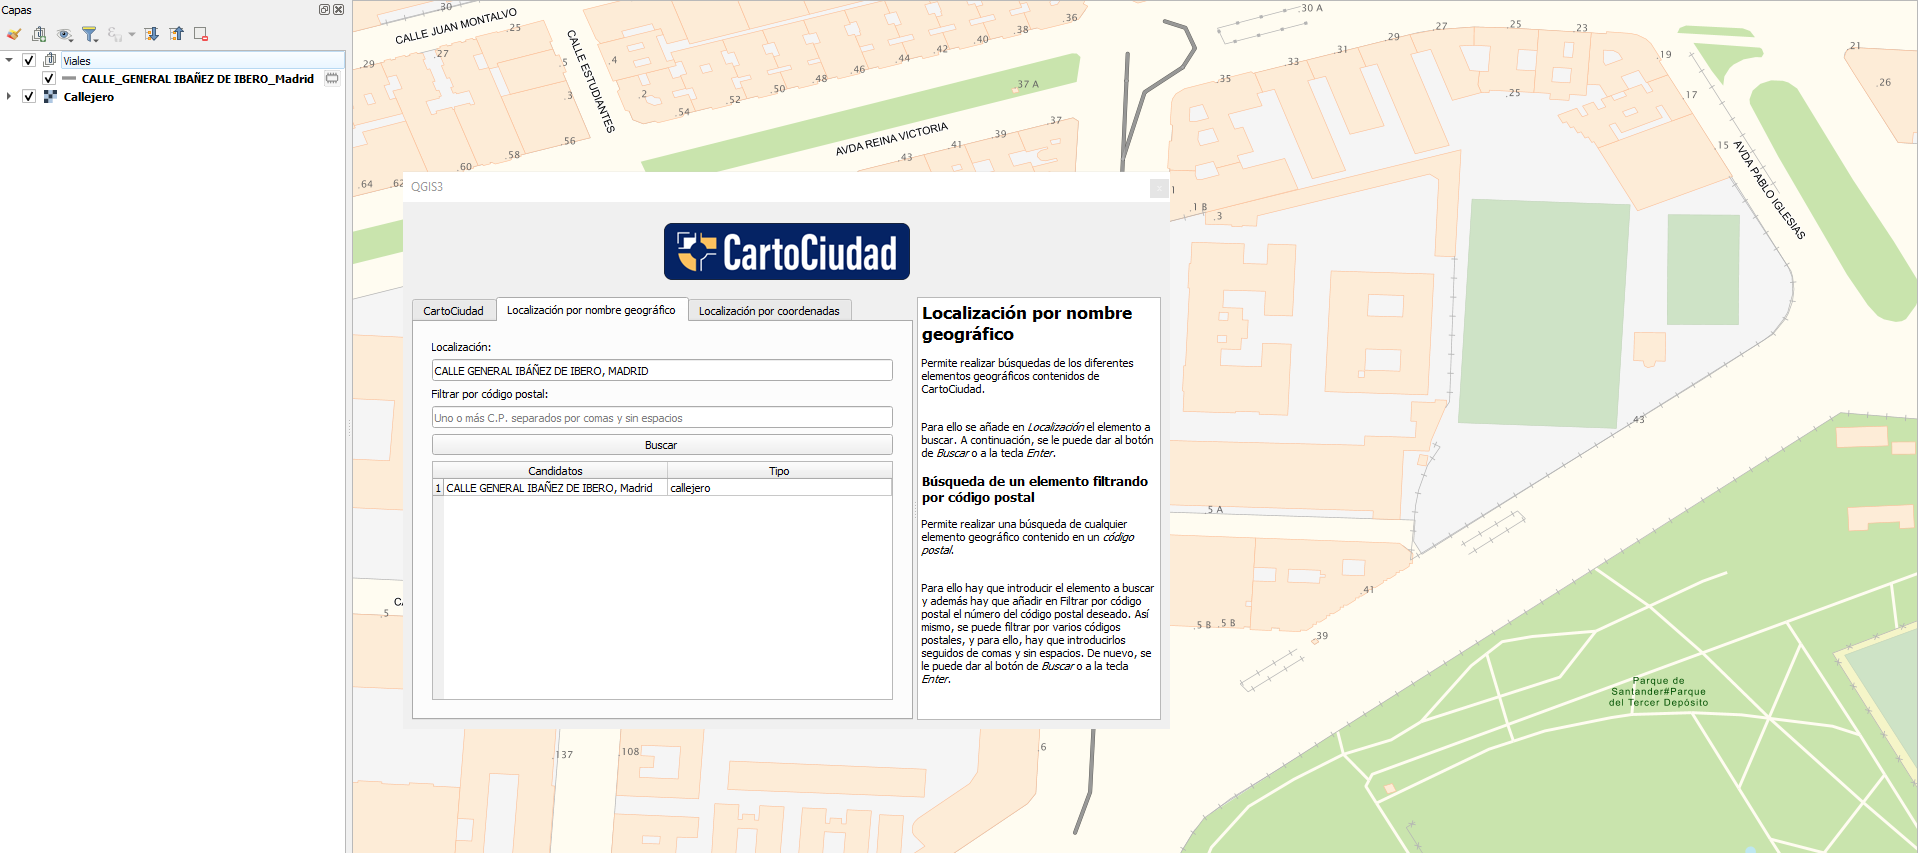 Capas
Viales
CALLE_GENERAL IBAÑEZ DE IBERO_Madrid
Callejero
QGIS3
CartoCiudad
CartoCiudad
Localización por nombre geográfico
Localización por coordenadas
Localización:
CALLE GENERAL IBÁÑEZ DE IBERO, MADRID
Filtrar por código postal:
Uno o más C.P. separados por comas y sin espacios
Buscar
Candidatos
Tipo
1
CALLE GENERAL IBAÑEZ DE IBERO, Madrid
callejero
Localización por nombre
geográfico
Permite realizar búsquedas de los diferentes
elementos geográficos contenidos de
CartoCiudad.
Para ello se añade en Localización el elemento a
buscar. A continuación, se le puede dar al botón
de Buscar o a la tecla Enter.
Búsqueda de un elemento filtrando
por código postal
Permite realizar una búsqueda de cualquier
elemento geográfico contenido en un código
postal.
Para ello hay que introducir el elemento a buscar
y además hay que añadir en Filtrar por código
postal el número del código postal deseado. Así
mismo, se puede filtrar por varios códigos
postales, y para ello, hay que introducirlos
seguidos de comas y sin espacios. De nuevo, se
le puede dar al botón de Buscar o a la tecla
Enter.
.30
CALLE JUAN MONTALVO
.25
.27
.29
CALLE ESTUDIANTES
.5
.4
.3
.2
.36
.38
.40
.42
.44
.46
.48
.50
.52
.54
.56
.58
.60
.62
.64
.37 A
AVDA REINA VICTORIA
.37
.39
.41
.43
.30 A
.27
.25
.23
.29
.31
.33
.35
.25
.19
.17
.15
.21
.26
AVDA PABLO IGLESIAS
.1 B
.3
.43
.5 A
.41
.5 B
.5 B
.39
Parque de
Santander#Parque
del Tercer Depósito
.5
.137
.108
.6